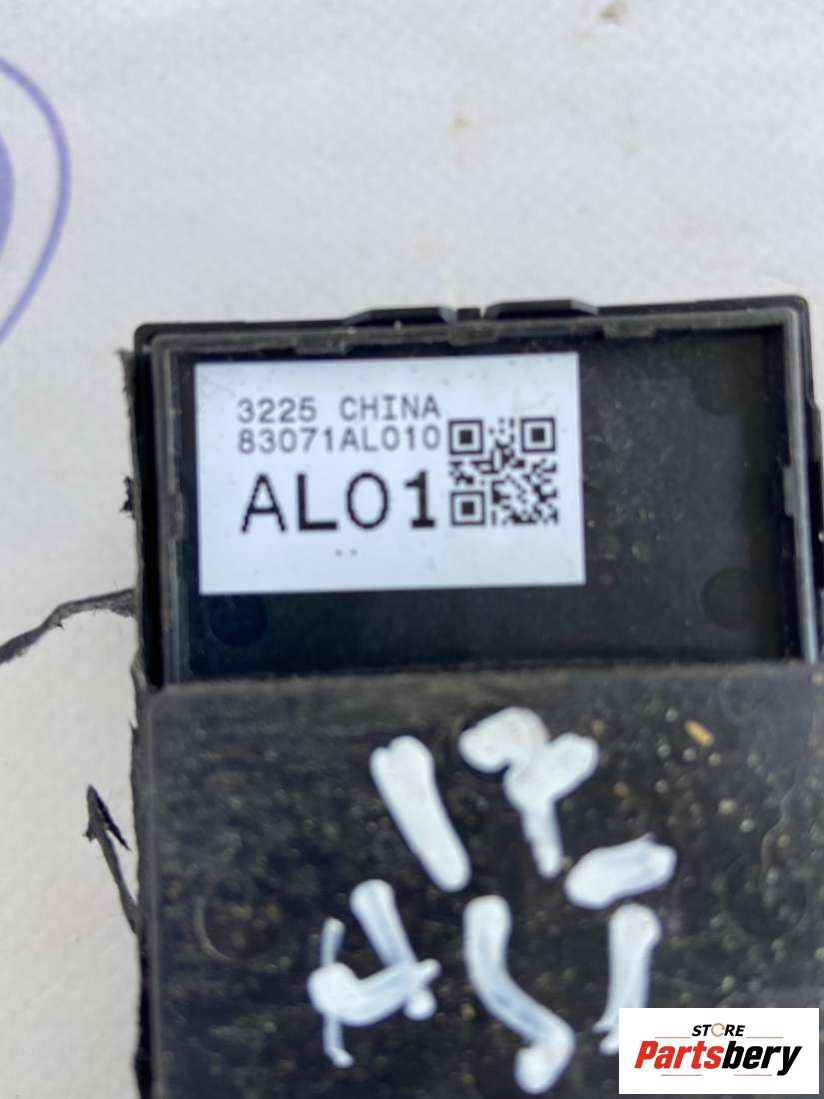 3225 CHINA
83071AL010
AL01
STORE
Partsbery